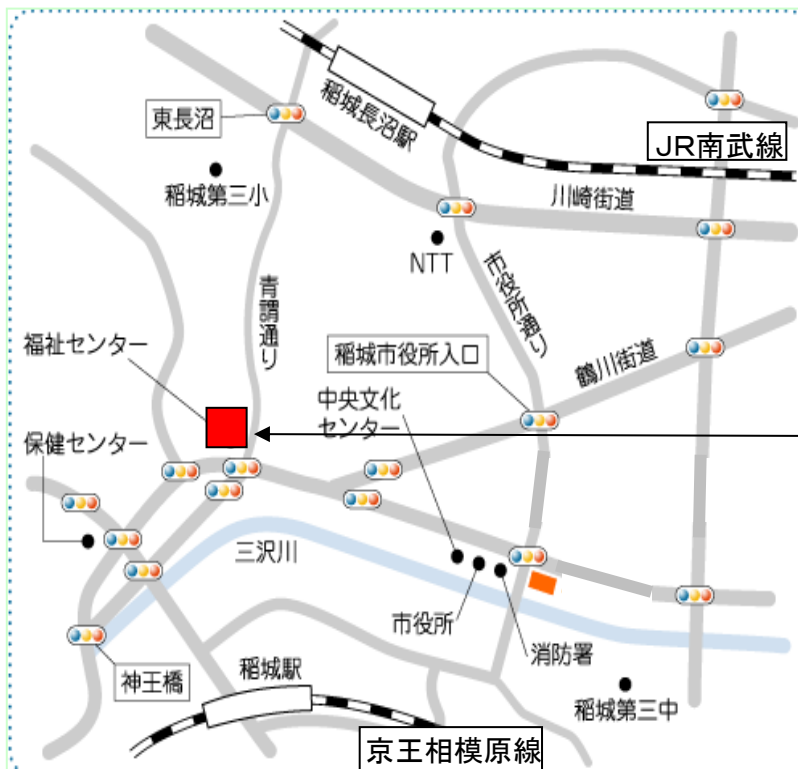 東長沼
稲城長沼駅
JR南武線
稲城第三小
川崎街道
NTT
青謂通り
市役所通り
福祉センター
稲城市役所入口
鶴川街道
中央文化
センター
保健センター
三沢川
市役所
消防署
稲城駅
神王橋
稲城第三中
京王相模原線